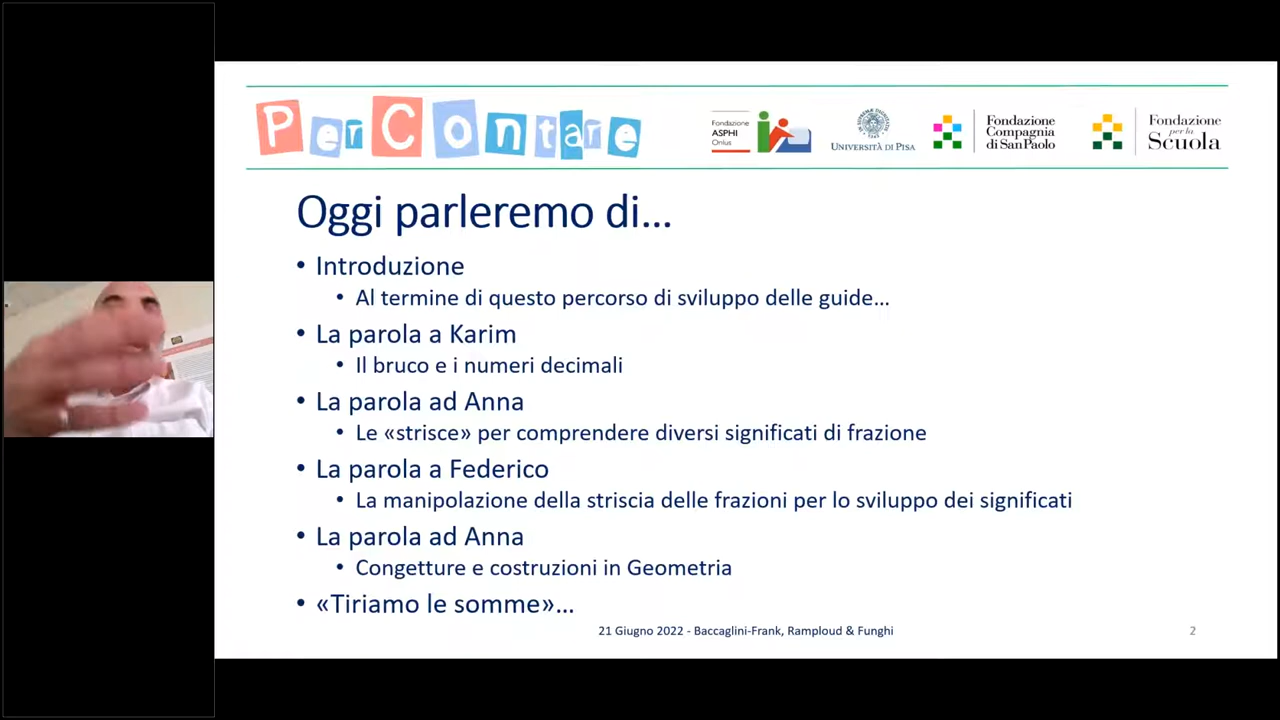 PerContare
Fondazione
ASPHI
Onlus
UNIVERSITÀ DI PISA
Fondazione
Compagnia
di San Paolo
Fondazione
per la
Scuola
Oggi parleremo di…
• Introduzione
• Al termine di questo percorso di sviluppo delle guide…
• La parola a Karim
• Il bruco e i numeri decimali
• La parola ad Anna
• Le «strisce» per comprendere diversi significati di frazione
• La parola a Federico
• La manipolazione della striscia delle frazioni per lo sviluppo dei significati
• La parola ad Anna
• Congetture e costruzioni in Geometria
• «Tiriamo le somme»…
21 Giugno 2022 - Baccaglini-Frank, Ramploud & Funghi
2